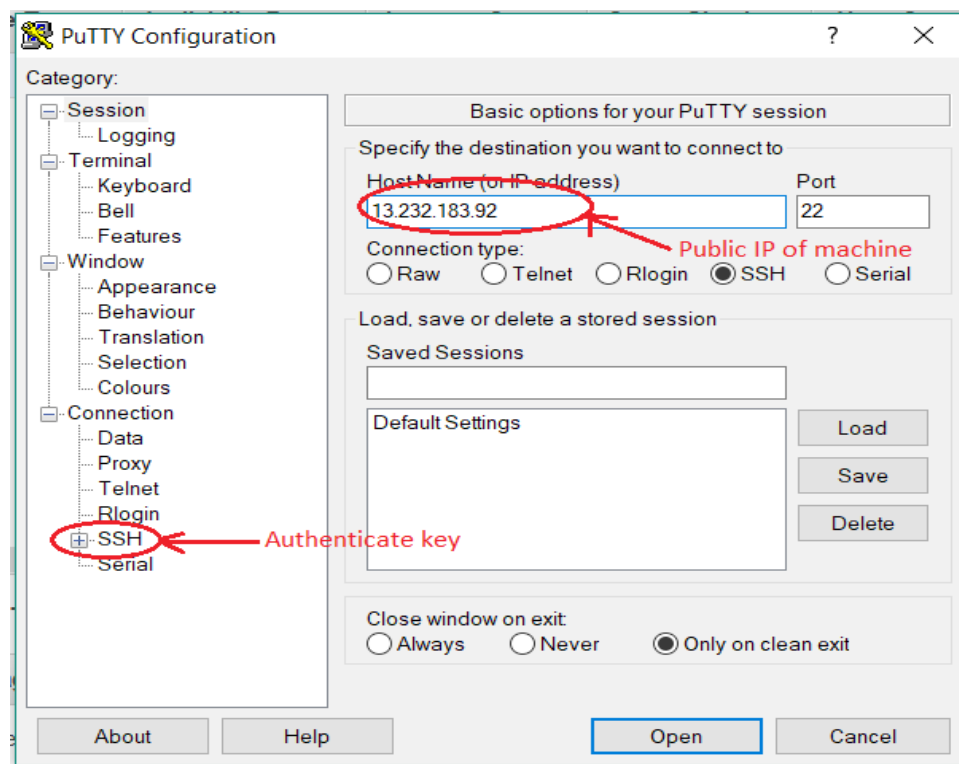 PuTTY Configuration
?
Category:
Session
Logging
Terminal
Keyboard
Bell
Features
Window
Appearance
Behaviour
Translation
Selection
Colours
Connection
Data
Proxy
Telnet
Rlogin
SSH
Serial
Authenticate key
Basic options for your PuTTY session
Specify the destination you want to connect to
Host Name (or IP address) Port
13.232.183.92 22
Public IP of machine
Connection type:
Raw Telnet Rlogin SSH Serial
Load, save or delete a stored session
Saved Sessions
Default Settings
Load
Save
Delete
Close window on exit:
Always Never Only on clean exit
About Help Open Cancel